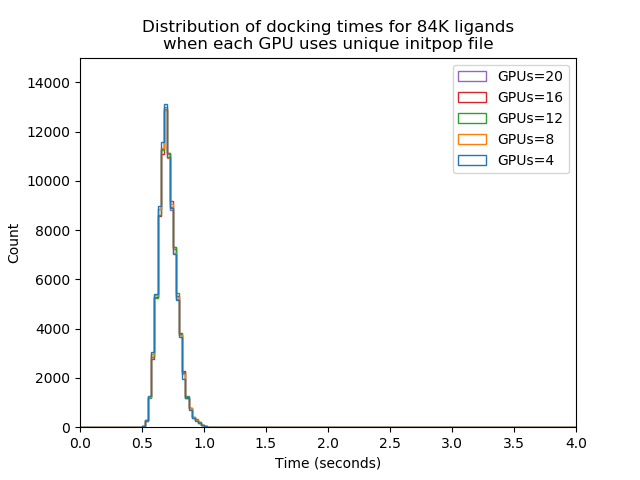 Distribution of docking times for 84K ligands
when each GPU uses unique initpop file
GPUs=20
GPUs=16
GPUs=12
GPUs=8
GPUs=4
Count
14000
12000
10000
8000
6000
4000
2000
0
0.0 0.5 1.0 1.5 2.0 2.5 3.0 3.5 4.0
Time (seconds)